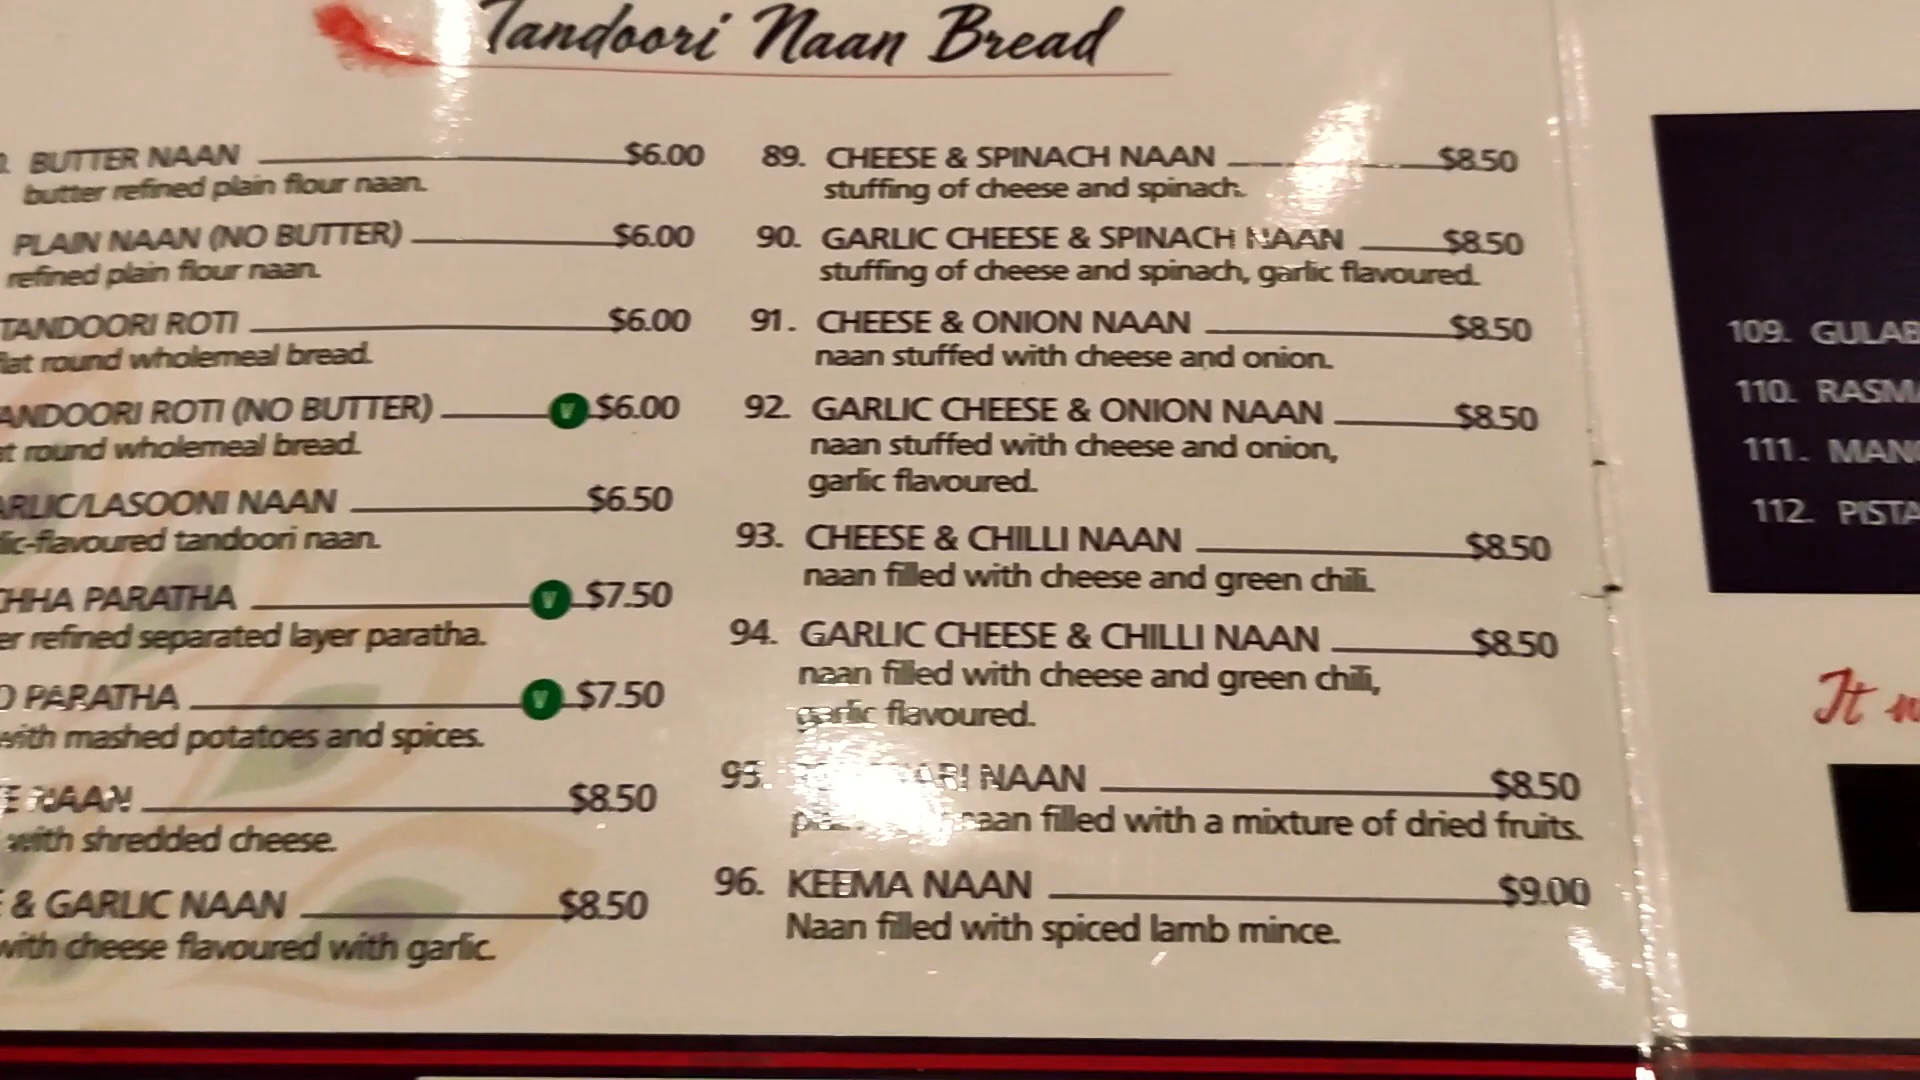 Tandoori Naan Bread
BUTTER NAAN $6.00
butter refined plain flour naan.
PLAIN NAAN (NO BUTTER) $6.00
refined plain flour naan.
TANDOORI ROTI $6.00
flat round wholemeal bread.
TANDOORI ROTI (NO BUTTER) V $6.00
round wholemeal bread.
GARLIC/LASOONI NAAN $6.50
garlic-flavoured tandoori naan.
PARATHA V $7.50
refined separated layer paratha.
PARATHA V $7.50
with mashed potatoes and spices.
NAAN $8.50
with shredded cheese.
& GARLIC NAAN $8.50
with cheese flavoured with garlic.
89. CHEESE & SPINACH NAAN $8.50
stuffing of cheese and spinach.
90. GARLIC CHEESE & SPINACH NAAN $8.50
stuffing of cheese and spinach, garlic flavoured.
91. CHEESE & ONION NAAN $8.50
naan stuffed with cheese and onion.
92. GARLIC CHEESE & ONION NAAN $8.50
naan stuffed with cheese and onion,
garlic flavoured.
93. CHEESE & CHILLI NAAN $8.50
naan filled with cheese and green chili.
94. GARLIC CHEESE & CHILLI NAAN $8.50
naan filled with cheese and green chili,
garlic flavoured.
95. NAAN $8.50
naan filled with a mixture of dried fruits.
96. KEEMA NAAN $9.00
Naan filled with spiced lamb mince.
109. GULAB
110.
111.
112.
It